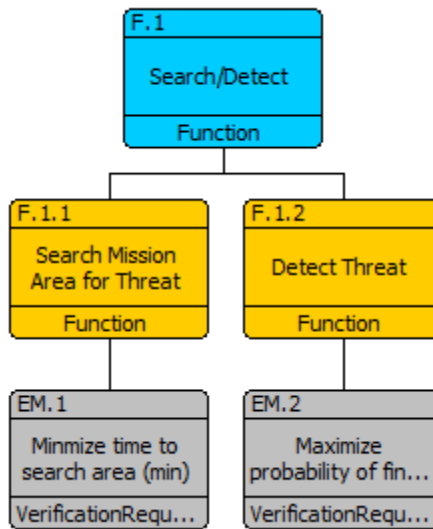 F.1
Search/Detect
Function
F.1.1
Search Mission
Area for Threat
Function
F.1.2
Detect Threat
Function
EM.1
Minmize time to
search area (min)
VerificationRequ...
EM.2
Maximize
probability of fin...
VerificationRequ...